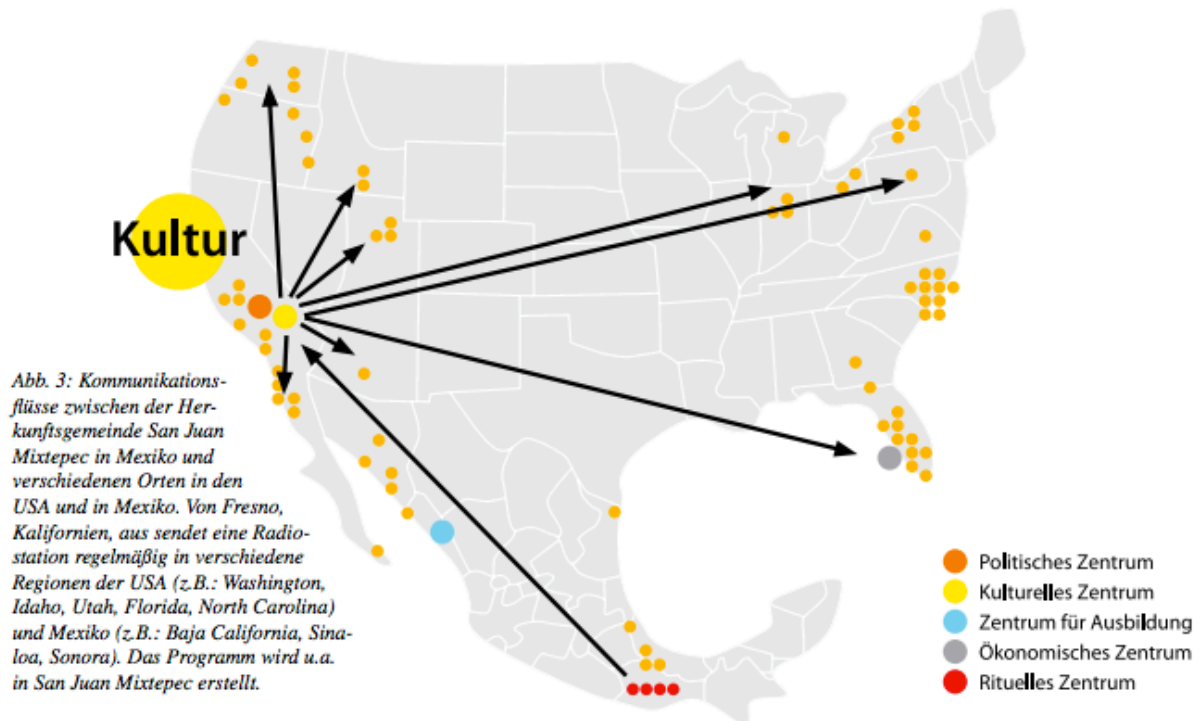 Kultur
Abb. 3: Kommunikations-
flüsse zwischen der Her-
kunftsgemeinde San Juan
Mixtepec in Mexiko und
verschiedenen Orten in den
USA und in Mexiko. Von Fresno,
Kalifornien, aus sendet eine Radio-
station regelmäßig in verschiedene
Regionen der USA (z.B.: Washington,
Idaho, Utah, Florida, North Carolina)
und Mexiko (z.B.: Baja California, Sina-
loa, Sonora). Das Programm wird u.a.
in San Juan Mixtepec erstellt.
Politisches Zentrum
Kulturelles Zentrum
Zentrum für Ausbildung
Ökonomisches Zentrum
Rituelles Zentrum